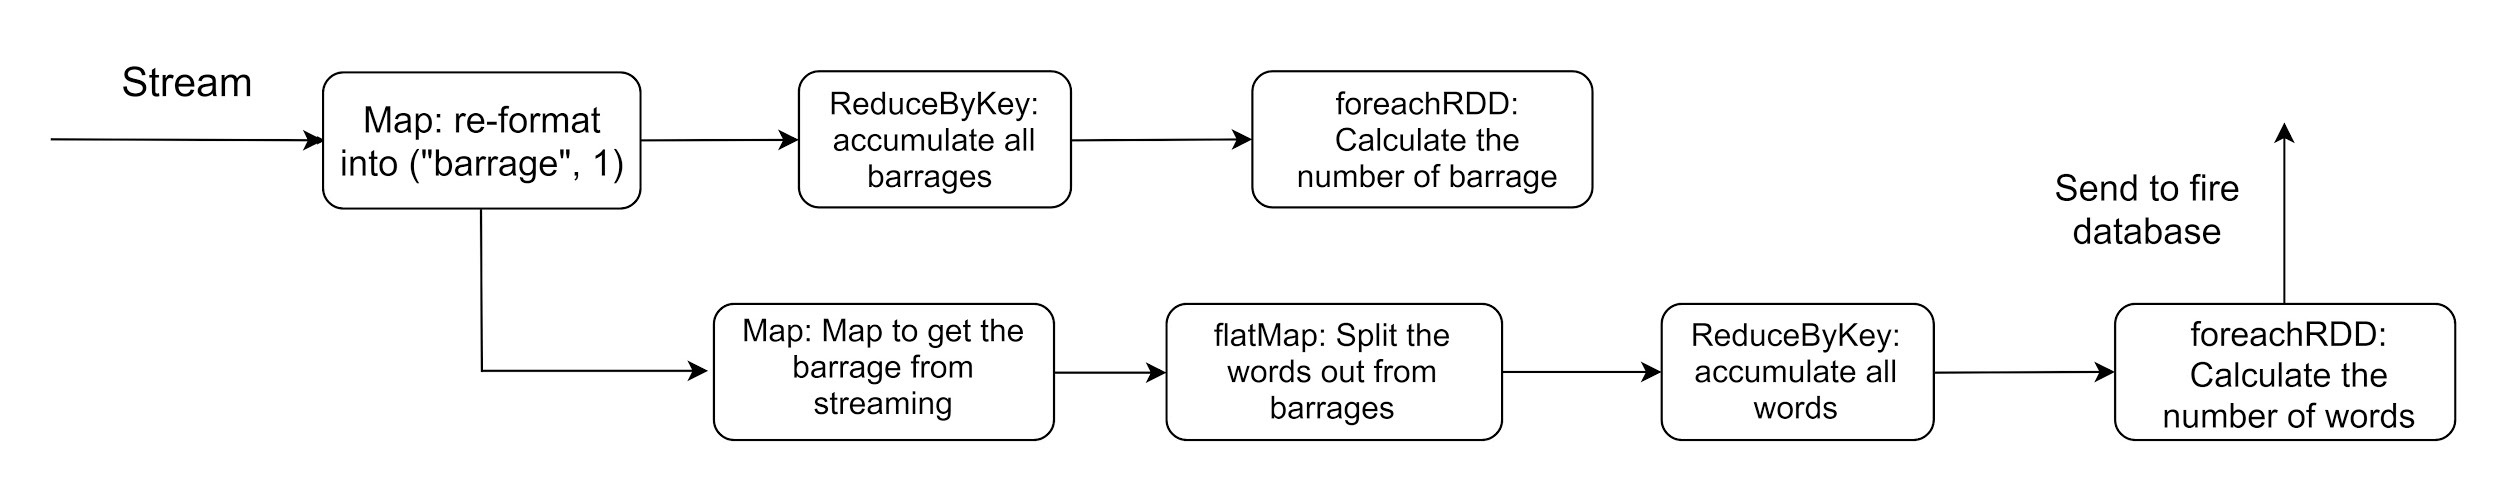 Stream
Map: re-format
into ("barrage", 1)
ReduceByKey:
accumulate all
barrages
foreachRDD:
Calculate the
number of barrage
Send to fire
database
Map: Map to get the
barrage from
streaming
flatMap: Split the
words out from
barrages
ReduceByKey:
accumulate all
words
foreachRDD:
Calculate the
number of words